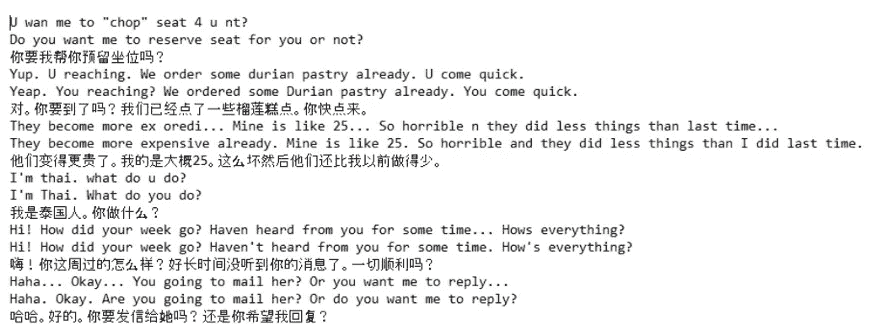 U wan me to "chop" seat 4 u nt?
Do you want me to reserve seat for you or not?
你要我帮你预留坐位吗？
Yup. U reaching. We order some durian pastry already. U come quick.
Yeap. You reaching? We ordered some Durian pastry already. You come quick.
对。你要到了吗？我们已经点了一些榴莲糕点。你快点来。
They become more ex oredi... Mine is like 25... So horrible n they did less things than last time...
They become more expensive already. Mine is like 25. So horrible and they did less things than I did last time.
他们变得更贵了。我的是大概25。这么坏然后他们还比我以前做得少。
I'm thai. what do u do?
I'm Thai. What do you do?
我是泰国人。你做什么？
Hi! How did your week go? Haven heard from you for some time... Hows everything?
Hi! How did your week go? Haven't heard from you for some time. How's everything?
嗨！你这周过的怎么样？好长时间没听到你的消息了。一切顺利吗？
Haha... Okay... You going to mail her? Or you want me to reply...
Haha. Okay. Are you going to mail her? Or do you want me to reply?
哈哈。好的。你要发信给她吗？还是你希望我回复？